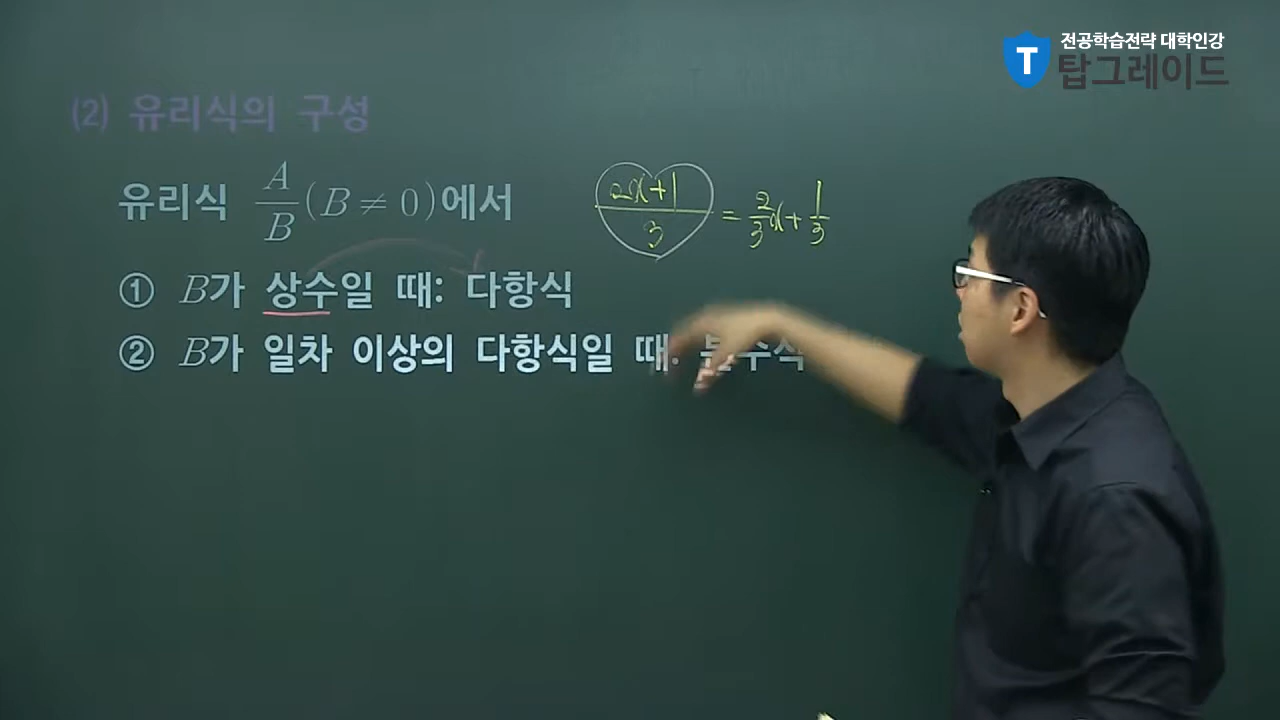 전공학습전략 대학인강
T 탑그레이드
(2) 유리식의 구성
유리식 A/B (B ≠ 0)에서
(2x+1)/3 = 2/3x + 1/3
① B가 상수일 때: 다항식
② B가 일차 이상의 다항식일 때: